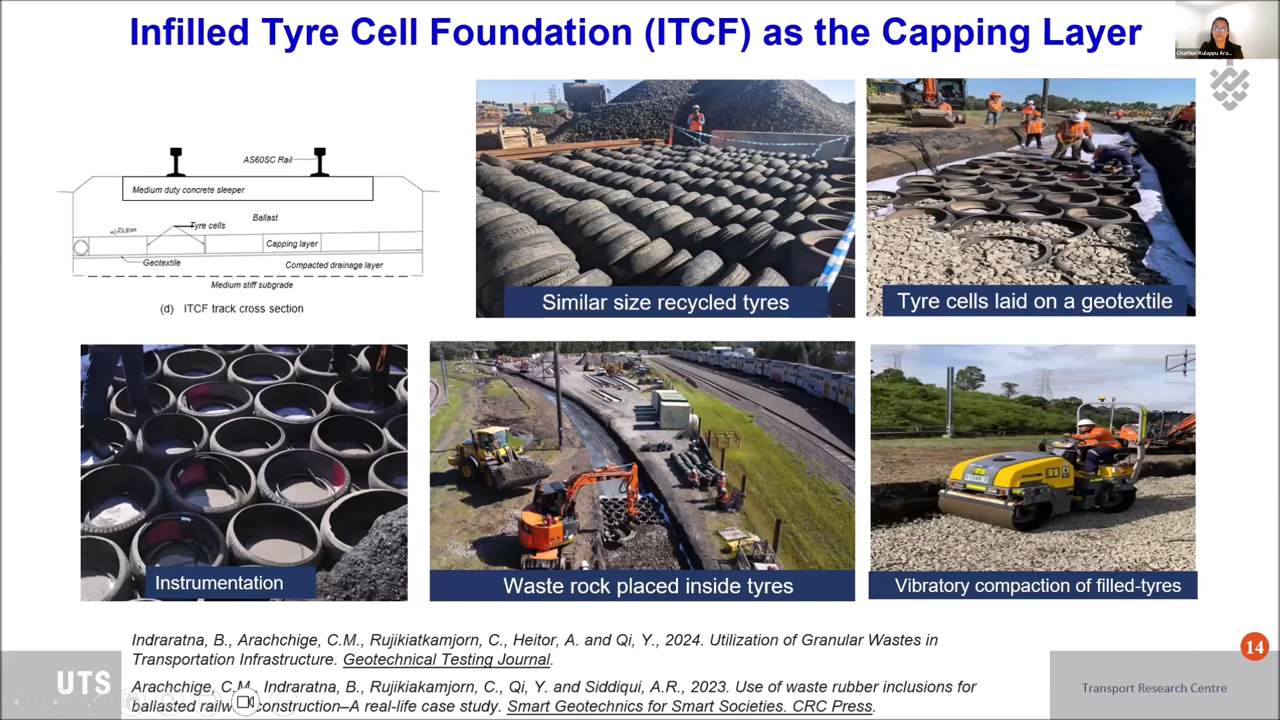 Infilled Tyre Cell Foundation (ITCF) as the Capping Layer
Chathuri Kulappu Ara...
AS60SC Rail
Medium duty concrete sleeper
Ballast
Tyre cells
Capping layer
Geotextile
Compacted drainage layer
Medium stiff subgrade
(d) ITCF track cross section
Similar size recycled tyres
Tyre cells laid on a geotextile
Instrumentation
Waste rock placed inside tyres
Vibratory compaction of filled-tyres
Indraratna, B., Arachchige, C.M., Rujikiatkamjorn, C., Heitor, A. and Qi, Y., 2024. Utilization of Granular Wastes in
Transportation Infrastructure. Geotechnical Testing Journal.
14
Arachchige, C.M., Indraratna, B., Rujikiakamjorn, C., Qi, Y. and Siddiqui, A.R., 2023. Use of waste rubber inclusions for
ballasted railw construction–A real-life case study. Smart Geotechnics for Smart Societies. CRC Press.
UTS
Transport Research Centre